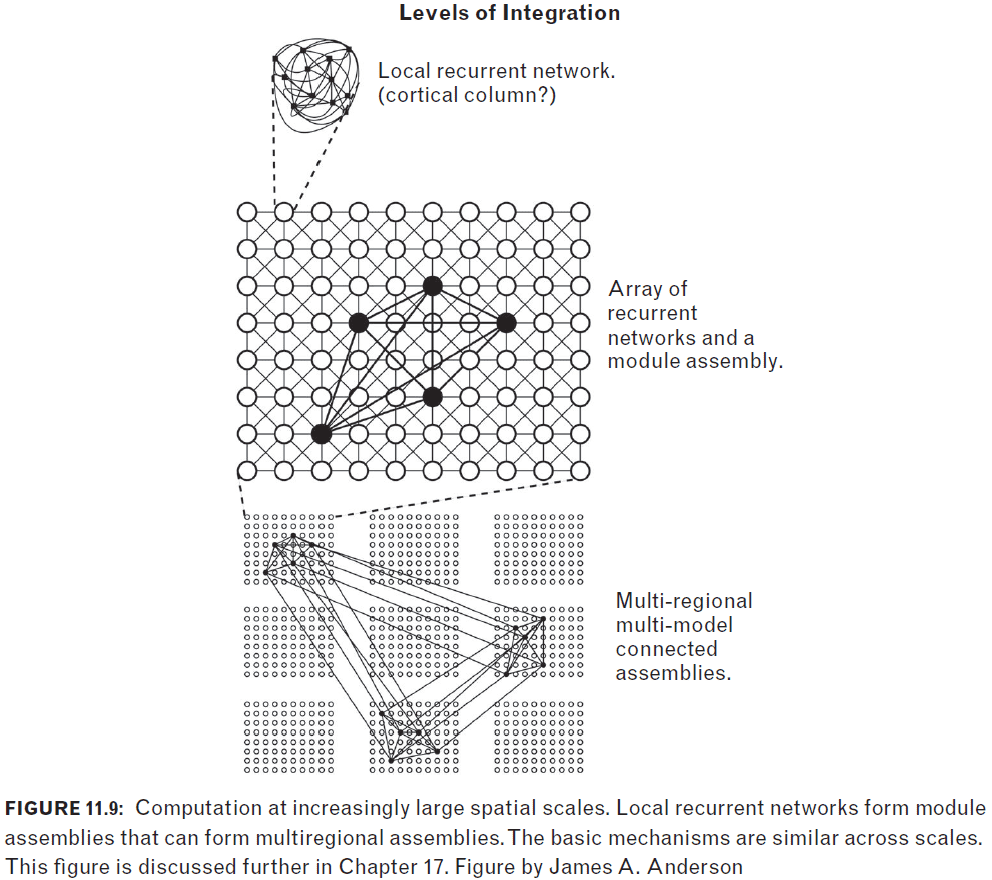 Levels of Integration
Local recurrent network.
(cortical column?)
Array of
recurrent
networks and a
module assembly.
Multi-regional
multi-model
connected
assemblies.
FIGURE 11.9: Computation at increasingly large spatial scales. Local recurrent networks form module
assemblies that can form multiregional assemblies. The basic mechanisms are similar across scales.
This figure is discussed further in Chapter 17. Figure by James A. Anderson